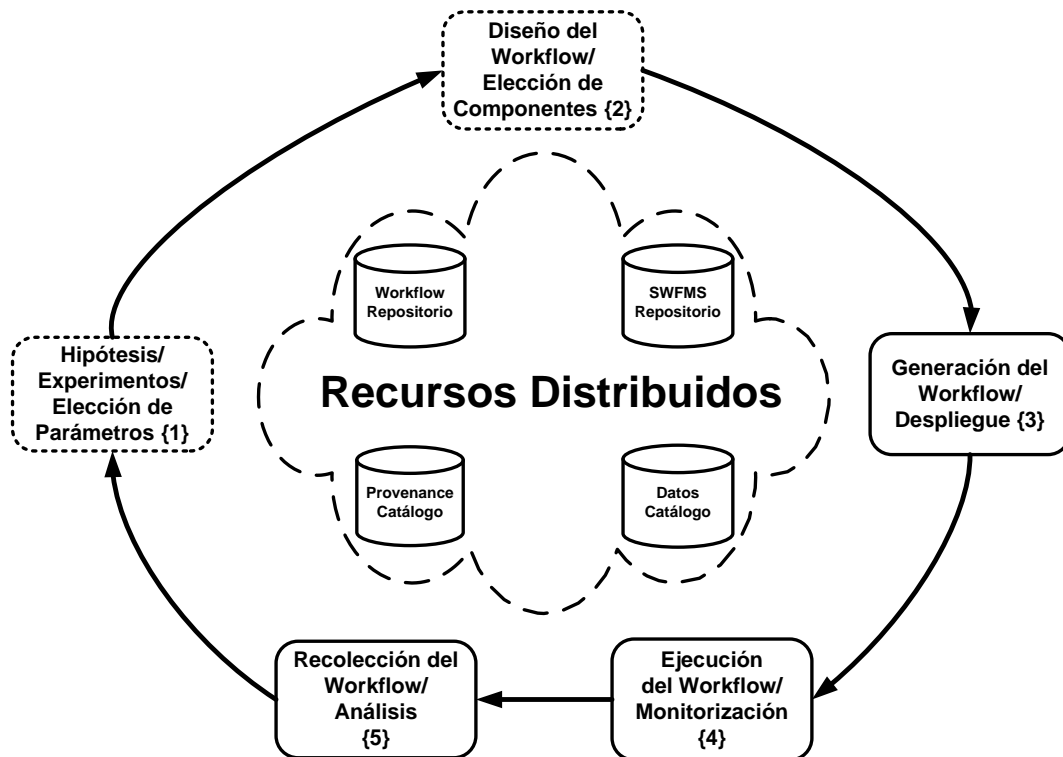 Diseño del
Workflow/
Elección de
Componentes {2}
Workflow
Repositorio
SWFMS
Repositorio
Hipótesis/
Experimentos/
Elección de
Parámetros {1}
Recursos Distribuidos
Generación del
Workflow/
Despliegue {3}
Provenance
Catálogo
Datos
Catálogo
Recolección del
Workflow/
Análisis
{5}
Ejecución
del Workflow/
Monitorización
{4}